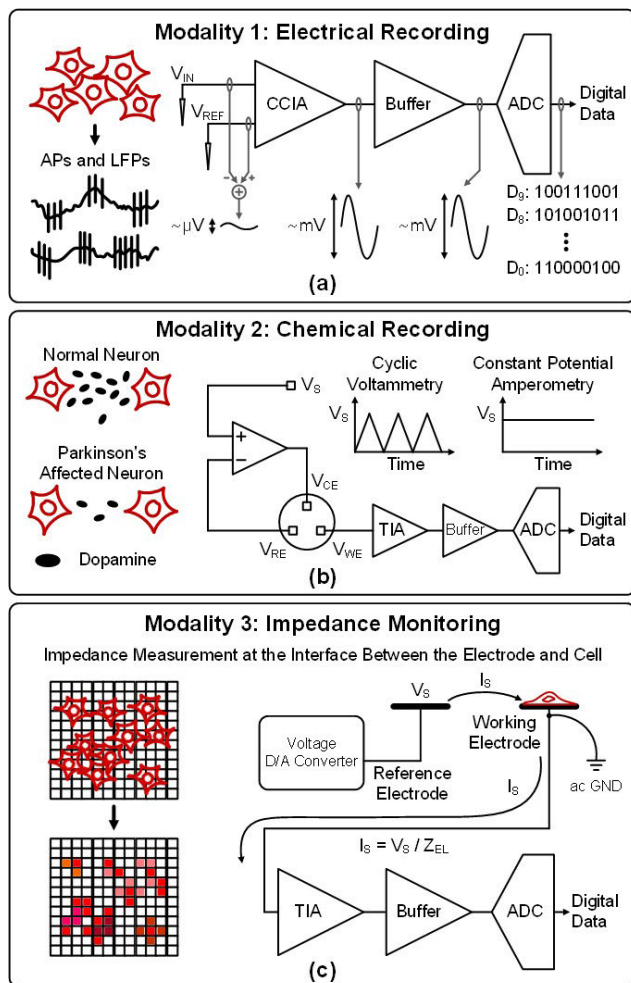 Modality 1: Electrical Recording
V_IN
V_REF
CCIA
Buffer
ADC
Digital
Data
APs and LFPs
- +
+
~μV
~mV
~mV
D₉: 100111001
D₈: 101001011
D₀: 110000100
(a)
Modality 2: Chemical Recording
Normal Neuron
Parkinson's
Affected Neuron
Dopamine
V_S
+
−
V_CE
V_RE
V_WE
Cyclic
Voltammetry
V_S
Time
Constant Potential
Amperometry
V_S
Time
TIA
Buffer
ADC
Digital
Data
(b)
Modality 3: Impedance Monitoring
Impedance Measurement at the Interface Between the Electrode and Cell
Voltage
D/A Converter
V_S
I_S
Reference
Electrode
Working
Electrode
I_S
ac GND
I_S = V_S / Z_EL
TIA
Buffer
ADC
Digital
Data
(c)